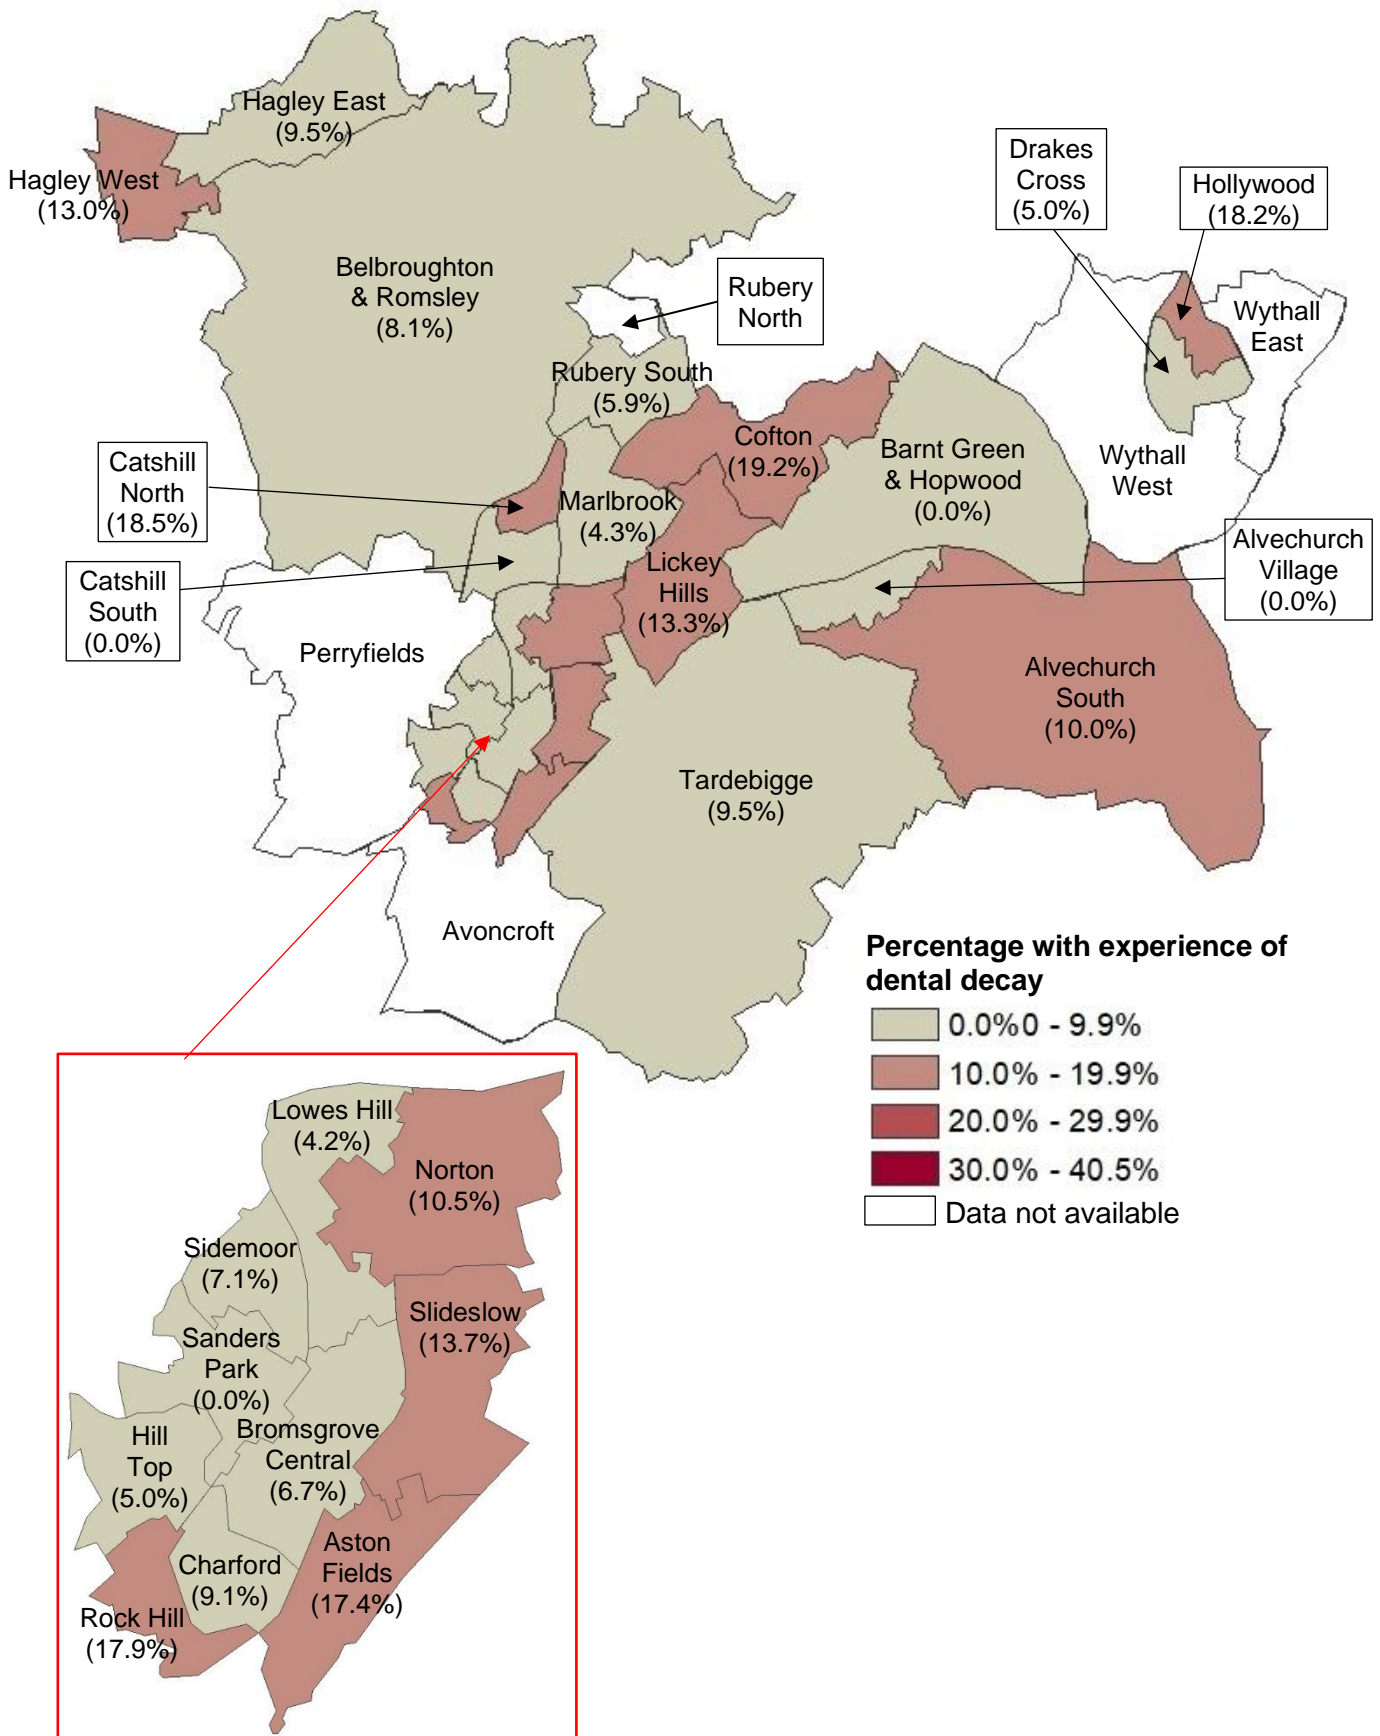 Hagley East
(9.5%)
Hagley West
(13.0%)
Drakes
Cross
(5.0%)
Hollywood
(18.2%)
Belbroughton
& Romsley
(8.1%)
Rubery
North
Wythall
East
Rubery South
(5.9%)
Cofton
(19.2%)
Barnt Green
& Hopwood
(0.0%)
Wythall
West
Catshill
North
(18.5%)
Marlbrook
(4.3%)
Alvechurch
Village
(0.0%)
Catshill
South
(0.0%)
Lickey
Hills
(13.3%)
Perryfields
Alvechurch
South
(10.0%)
Tardebigge
(9.5%)
Avoncroft
Percentage with experience of
dental decay
0.0%0 - 9.9%
10.0% - 19.9%
20.0% - 29.9%
30.0% - 40.5%
Data not available
Lowes Hill
(4.2%)
Norton
(10.5%)
Sidemoor
(7.1%)
Slideslow
(13.7%)
Sanders
Park
(0.0%)
Hill
Top
(5.0%)
Bromsgrove
Central
(6.7%)
Charford
(9.1%)
Aston
Fields
(17.4%)
Rock Hill
(17.9%)